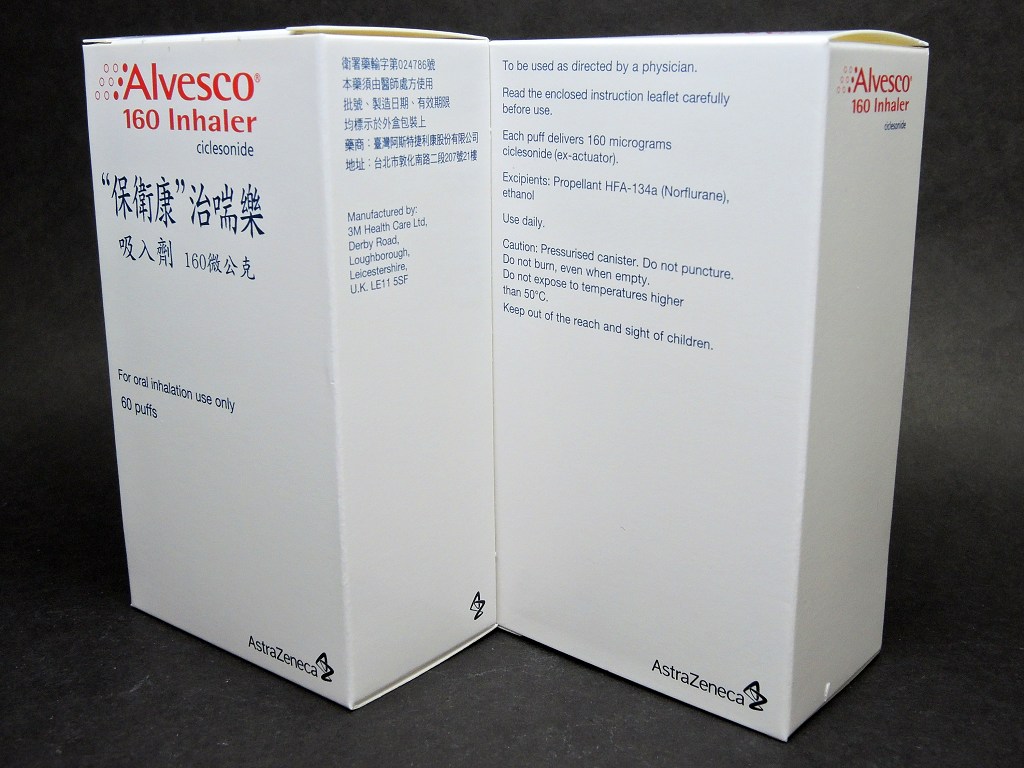 Alvesco®
160 Inhaler
ciclesonide
“保衛康”治喘樂
吸入劑 160微公克
For oral inhalation use only
60 puffs
AstraZeneca
衛署藥輸字第024786號
本藥須由醫師處方使用
批號、製造日期、有效期限
均標示於外盒包裝上
藥商：臺灣阿斯特捷利康股份有限公司
地址：台北市敦化南路二段207號21樓
Manufactured by:
3M Health Care Ltd,
Derby Road,
Loughborough,
Leicestershire,
U.K. LE11 5SF
To be used as directed by a physician.
Read the enclosed instruction leaflet carefully
before use.
Each puff delivers 160 micrograms
ciclesonide (ex-actuator).
Excipients: Propellant HFA-134a (Norflurane),
ethanol
Use daily.
Caution: Pressurised canister. Do not puncture.
Do not burn, even when empty.
Do not expose to temperatures higher
than 50°C.
Keep out of the reach and sight of children.
AstraZeneca
Alvesco®
160 Inhaler
ciclesonide